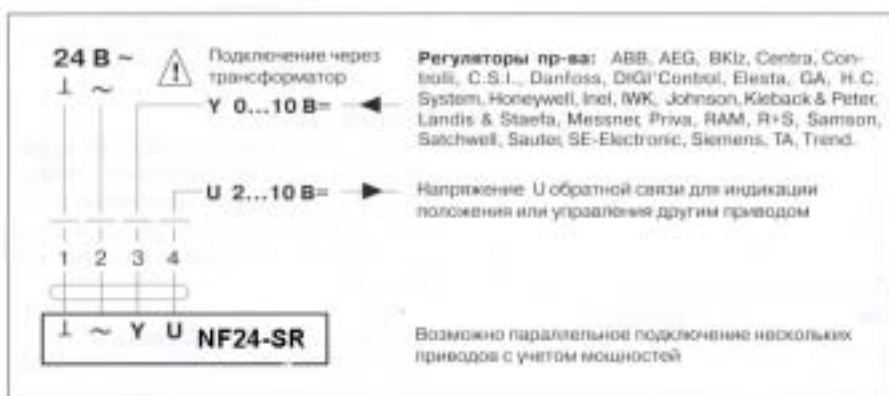 24 В ~
Подключение через
трансформатор
⊥ ~
Y 0...10 В=
Регуляторы пр-ва: ABB, AEG, BKIz, Centra, Con-
trolli, C.S.I., Danfoss, DIGI'Control, Elesta, GA, H.C.
System, Honeywell, Inel, IWK, Johnson, Kieback & Peter,
Landis & Staefa, Messner, Priva, RAM, R+S, Samson,
Satchwell, Sauter, SE-Electronic, Siemens, TA, Trend.
U 2...10 В=
Напряжение U обратной связи для индикации
положения или управления другим приводом
1 2 3 4
⊥ ~ Y U NF24-SR
Возможно параллельное подключение нескольких
приводов с учетом мощностей